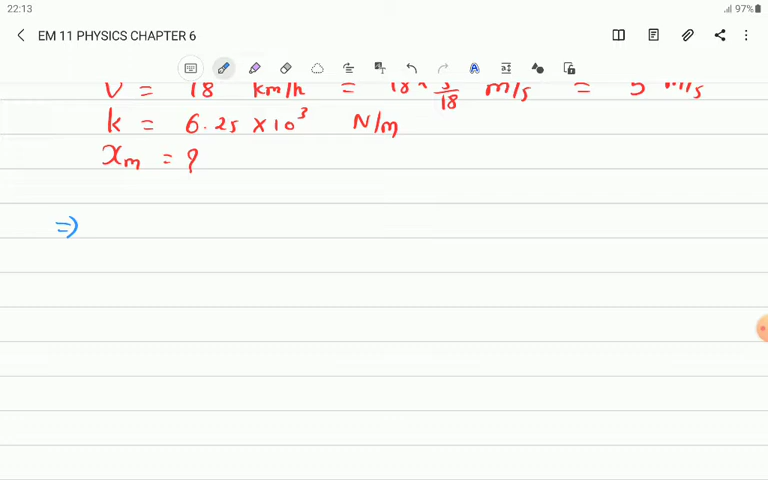 22:13 97%
EM 11 PHYSICS CHAPTER 6
V = 18 km/h = 18 × 5/18 m/s = 5 m/s
k = 6.25 × 10³ N/m
xm = ?
⇒